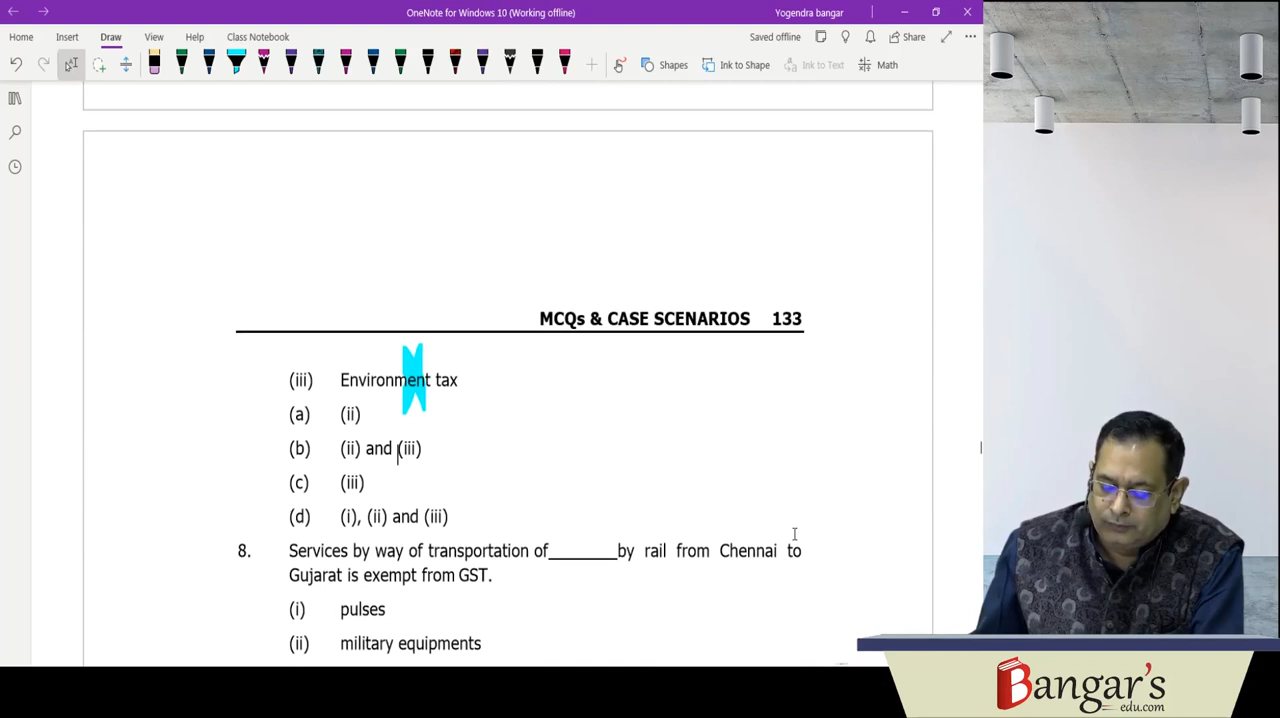 OneNote for Windows 10 (Working offline)
Yogendra bangar
Home Insert Draw View Help Class Notebook
Saved offline
Share
Shapes
Ink to Shape
Ink to Text
Math
MCQs & CASE SCENARIOS 133
(iii) Environment tax
(a) (ii)
(b) (ii) and (iii)
(c) (iii)
(d) (i), (ii) and (iii)
8. Services by way of transportation of________by rail from Chennai to
Gujarat is exempt from GST.
(i) pulses
(ii) military equipments
Bangar's
edu.com